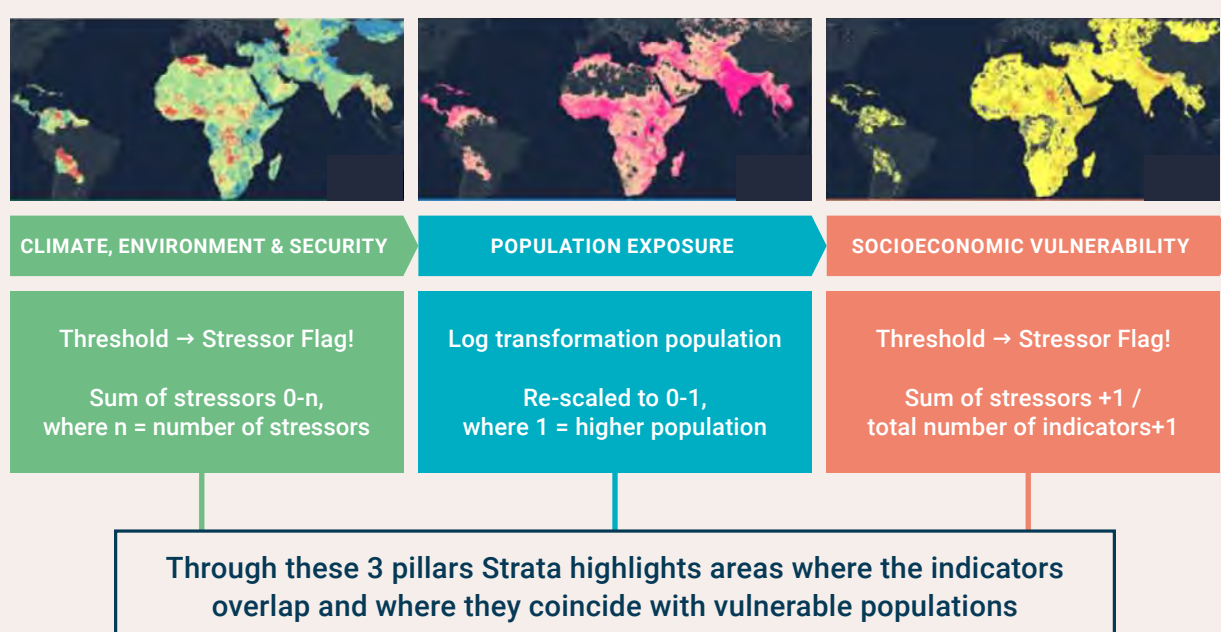 CLIMATE, ENVIRONMENT & SECURITY
POPULATION EXPOSURE
SOCIOECONOMIC VULNERABILITY
Threshold → Stressor Flag!
Sum of stressors 0-n,
where n = number of stressors
Log transformation population
Re-scaled to 0-1,
where 1 = higher population
Threshold → Stressor Flag!
Sum of stressors +1 /
total number of indicators+1
Through these 3 pillars Strata highlights areas where the indicators
overlap and where they coincide with vulnerable populations